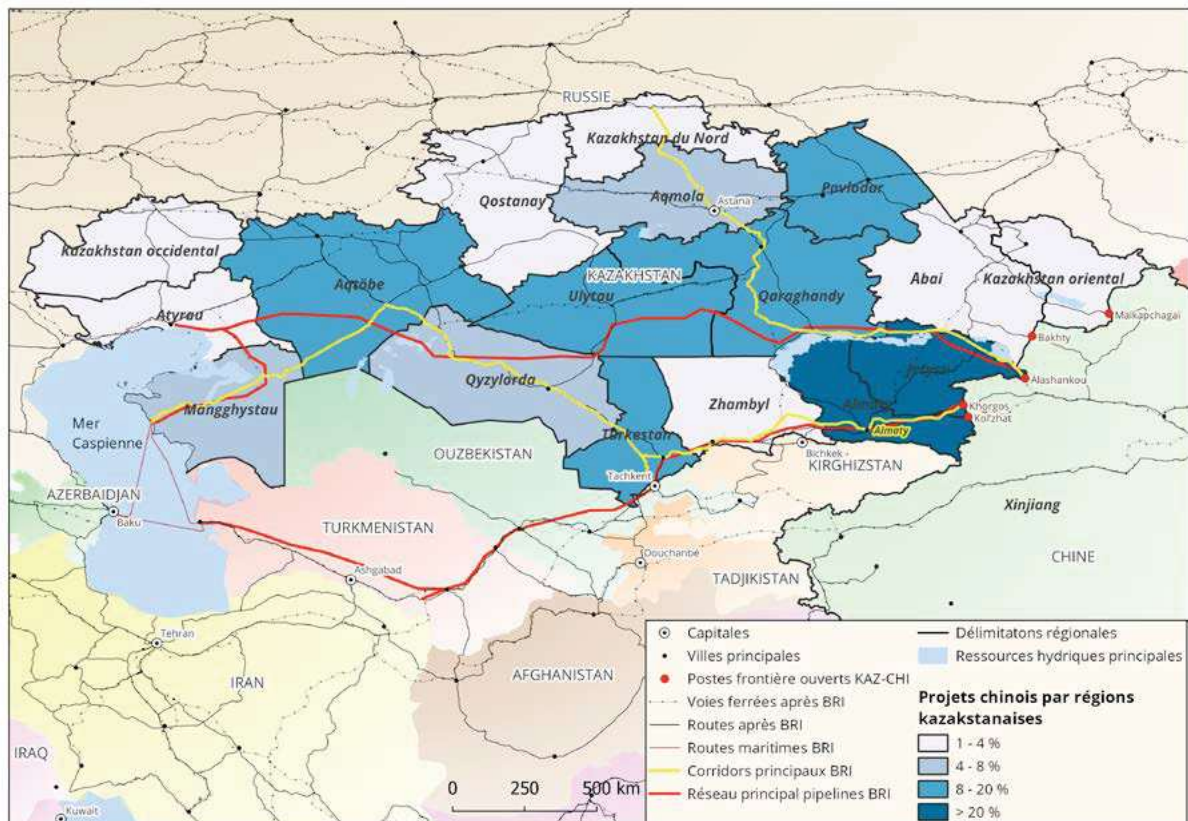 RUSSIE
Kazakhstan du Nord
Pavlodar
Qostanay
Aqmola
Astana
Kazakhstan occidental
KAZAKHSTAN
Abai
Kazakhstan oriental
Aqtöbe
Ulytau
Qaraghandy
Maikapchagai
Atyrau
Bakhty
Alashankou
Qyzylorda
Mangghystau
Zhambyl
Khorgos
Mer
Caspienne
Kolzhat
Almaty
Turkestan
OUZBEKISTAN
Bichkek
Tachkent
KIRGHIZSTAN
AZERBAIDJAN
Baku
TURKMENISTAN
Xinjiang
Douchanbé
CHINE
Ashgabad
TADJIKISTAN
Tehran
AFGHANISTAN
IRAN
IRAQ
Kuwait
0 250 500 km
Capitales
Villes principales
Postes frontière ouverts KAZ-CHI
Voies ferrées après BRI
Routes après BRI
Routes maritimes BRI
Corridors principaux BRI
Réseau principal pipelines BRI
Délimitatons régionales
Ressources hydriques principales
Projets chinois par régions
kazakstanaises
1 - 4 %
4 - 8 %
8 - 20 %
> 20 %